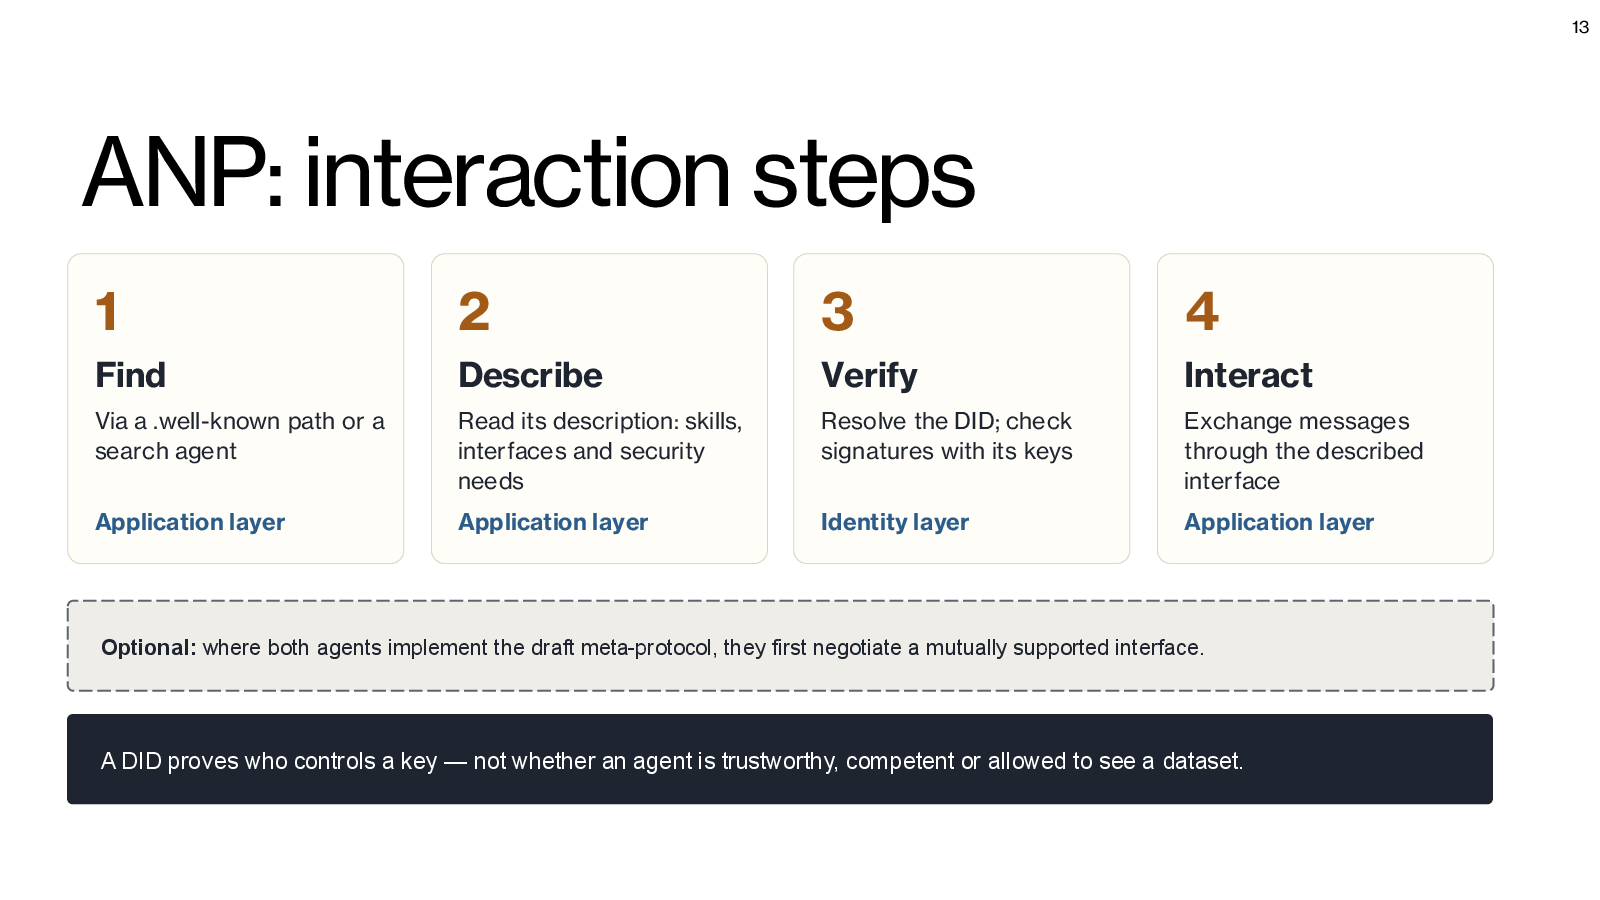 13
ANP: interaction steps
1
Find
Via a .well-known path or a
search agent
Application layer
2
Describe
Read its description: skills,
interfaces and security
needs
Application layer
3
Verify
Resolve the DID; check
signatures with its keys
Identity layer
4
Interact
Exchange messages
through the described
interface
Application layer
Optional: where both agents implement the draft meta-protocol, they first negotiate a mutually supported interface.
A DID proves who controls a key — not whether an agent is trustworthy, competent or allowed to see a dataset.